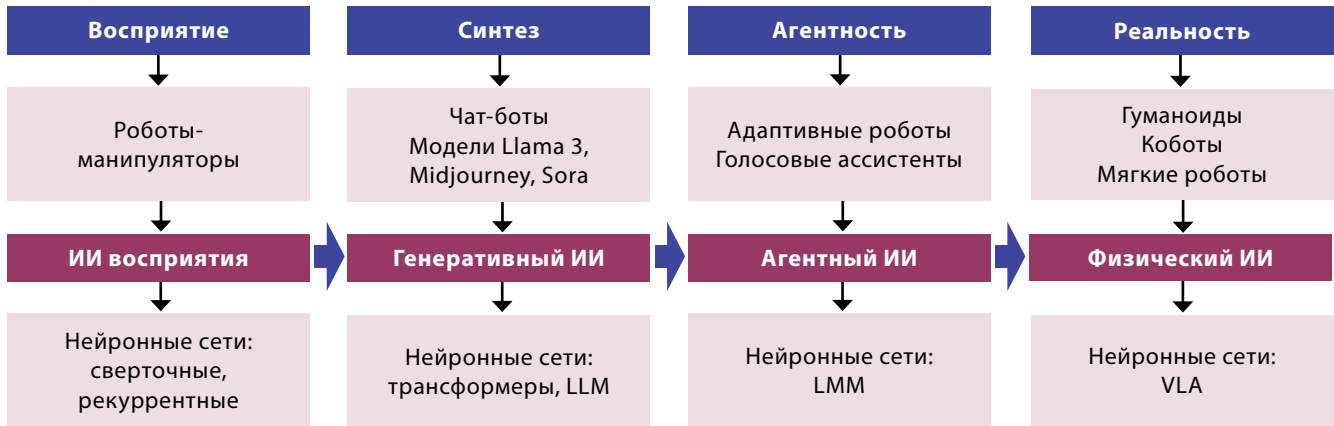 Восприятие
Синтез
Агентность
Реальность
Роботы-
манипуляторы
Чат-боты
Модели Llama 3,
Midjourney, Sora
Адаптивные роботы
Голосовые ассистенты
Гуманоиды
Коботы
Мягкие роботы
ИИ восприятия
Генеративный ИИ
Агентный ИИ
Физический ИИ
Нейронные сети:
сверточные,
рекуррентные
Нейронные сети:
трансформеры, LLM
Нейронные сети:
LMM
Нейронные сети:
VLA